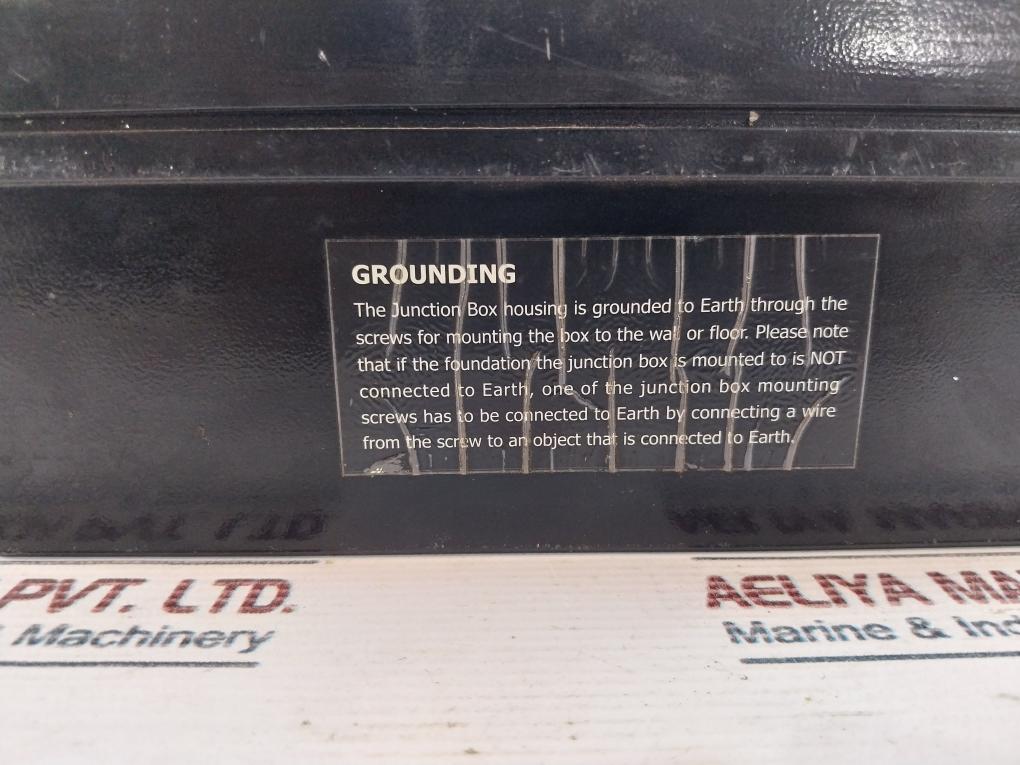 GROUNDING
The Junction Box housing is grounded to Earth through the
screws for mounting the box to the wall or floor. Please note
that if the foundation the junction box is mounted to is NOT
connected to Earth, one of the junction box mounting
screws has to be connected to Earth by connecting a wire
from the screw to an object that is connected to Earth.
PVT. LTD.
Machinery
AELIYA MA
Marine & Ind